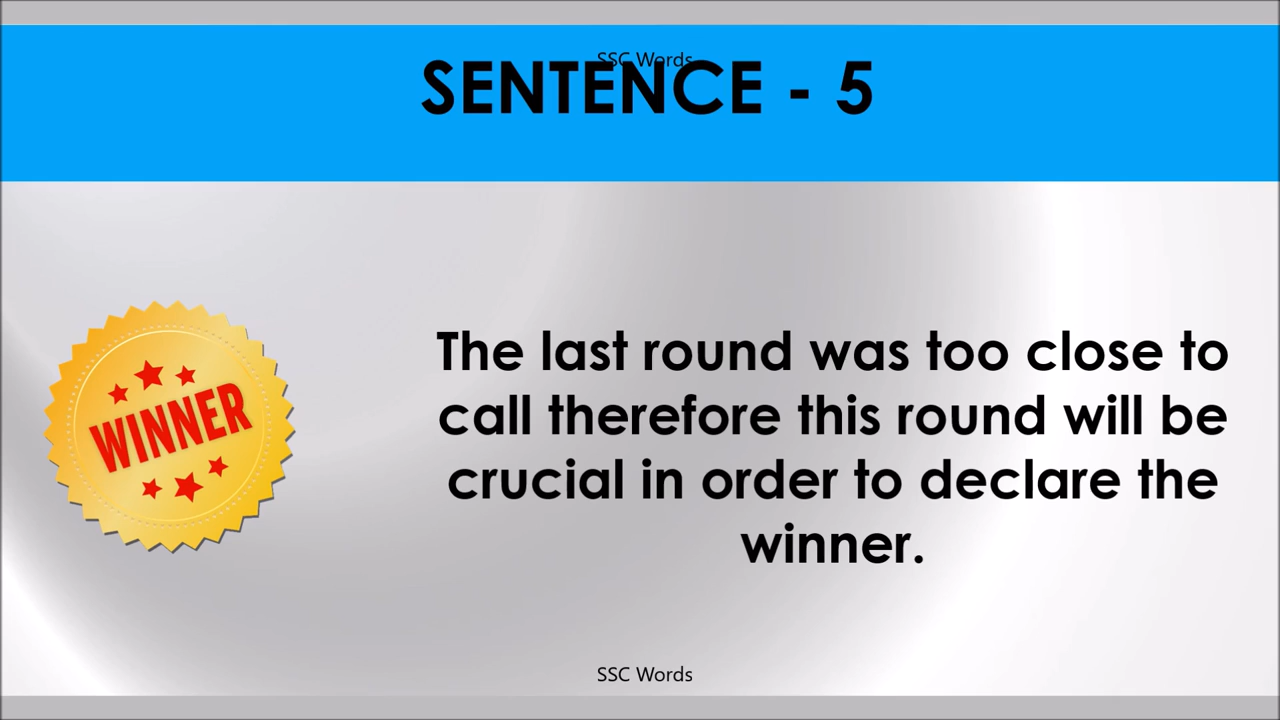 SSC Words
SENTENCE - 5
WINNER
The last round was too close to
call therefore this round will be
crucial in order to declare the
winner.
SSC Words